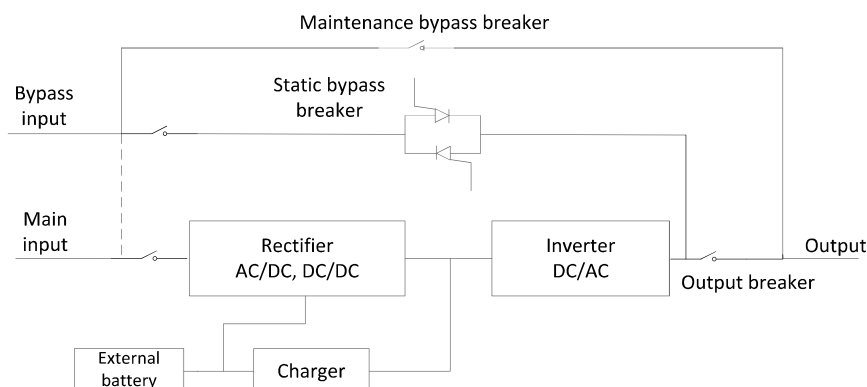 Maintenance bypass breaker
Static bypass
breaker
Bypass
input
Main
input
Rectifier
AC/DC, DC/DC
Inverter
DC/AC
Output
Output breaker
External
battery
Charger